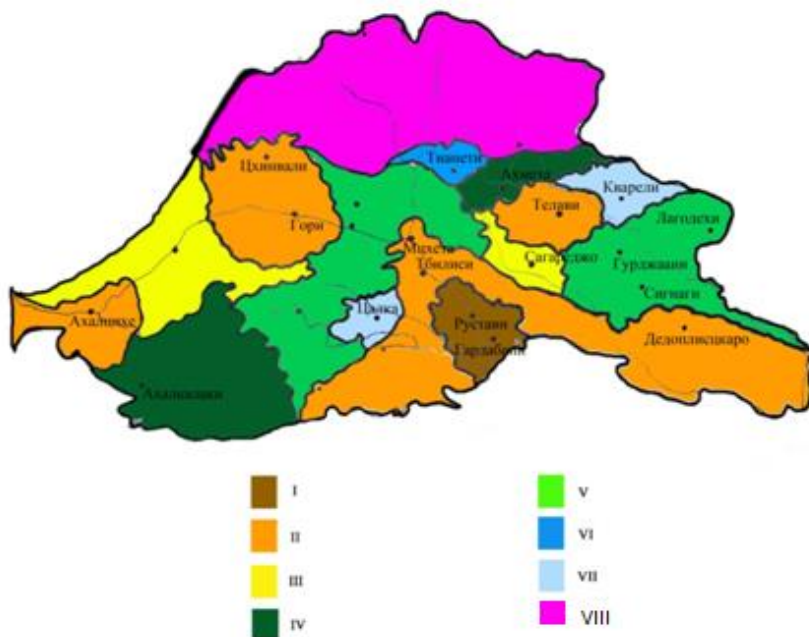 Цхинвали
Тианети
Ахмета
Кварели
Телави
Гори
Лагодехи
Мцхета
Тбилиси
Сагареджо
Гурджаани
Сигнаги
Ахалцихе
Цалка
Рустави
Гардабани
Дедоплисцкаро
Ахалкалаки
I
II
III
IV
V
VI
VII
VIII